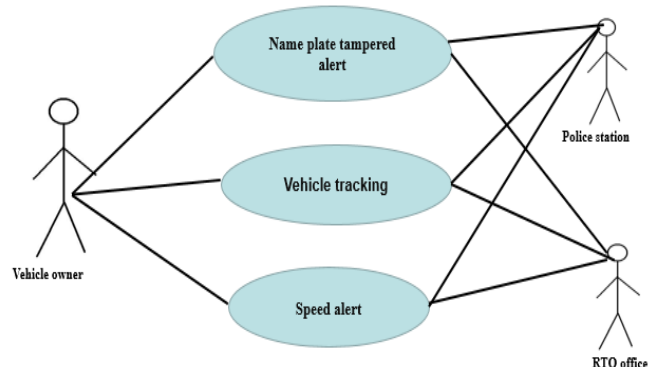 Name plate tampered
alert
Police station
Vehicle tracking
Vehicle owner
Speed alert
RTO office